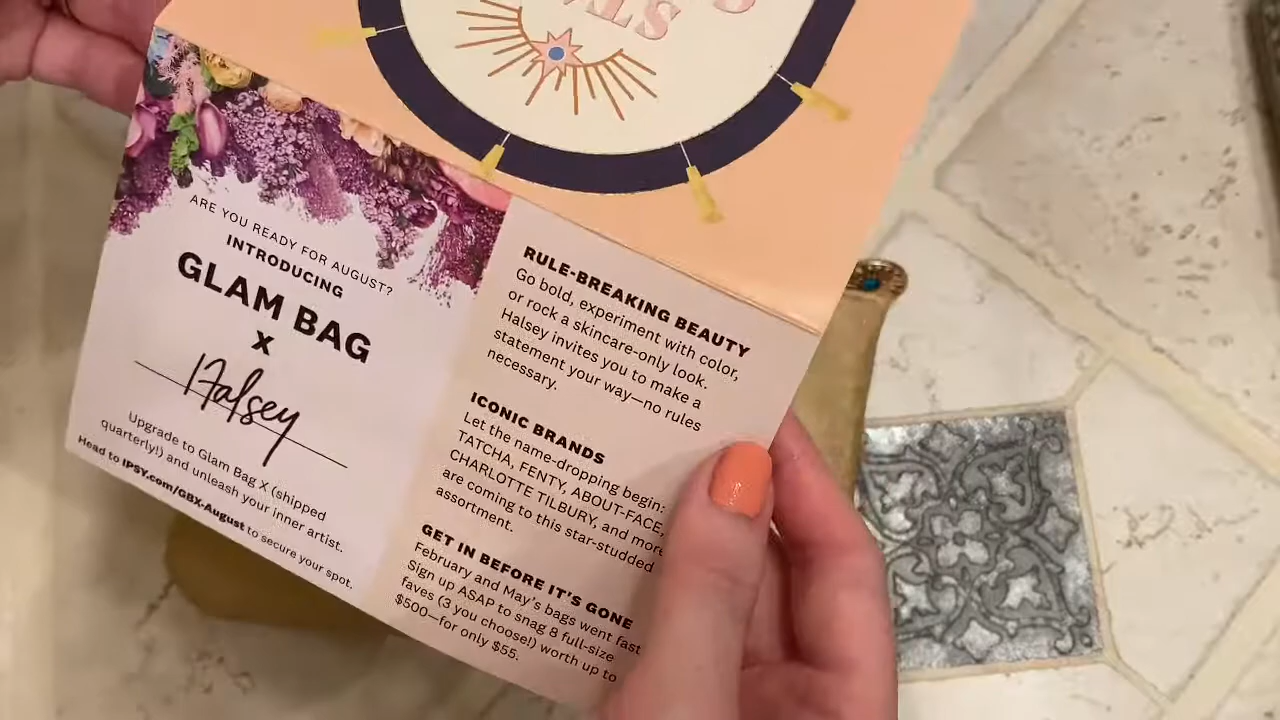 ARE YOU READY FOR AUGUST?
INTRODUCING
GLAM BAG
X
Halsey
Upgrade to Glam Bag X (shipped
quarterly!) and unleash your inner artist.
Head to IPSY.com/GBX-August to secure your spot.
RULE-BREAKING BEAUTY
Go bold, experiment with color,
or rock a skincare-only look.
Halsey invites you to make a
statement your way—no rules
necessary.
ICONIC BRANDS
Let the name-dropping begin:
TATCHA, FENTY, ABOUT-FACE,
CHARLOTTE TILBURY, and more
are coming to this star-studded
assortment.
GET IN BEFORE IT'S GONE
February and May's bags went fast
Sign up ASAP to snag 8 full-size
faves (3 you choose!) worth up to
$500—for only $55.